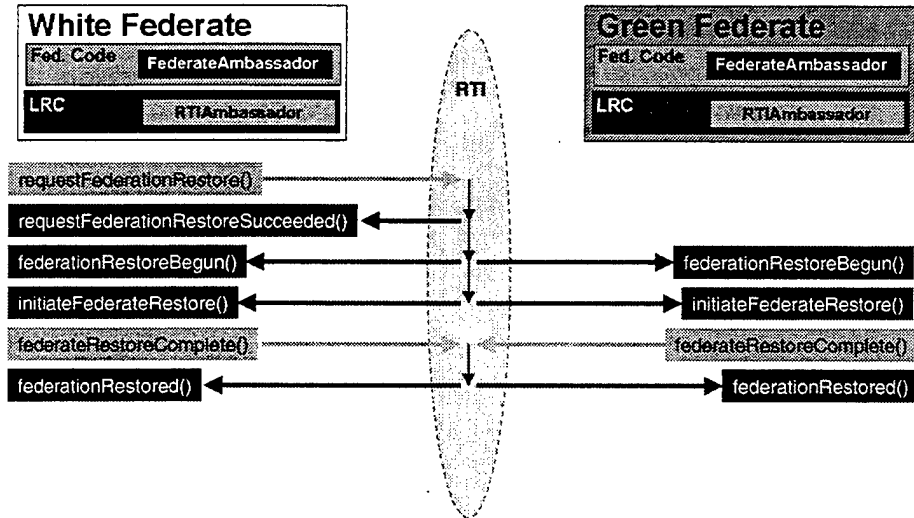 White Federate
Fed. Code
FederateAmbassador
LRC
RTIAmbassador
RTI
Green Federate
Fed. Code
FederateAmbassador
LRC
RTIAmbassador
requestFederationRestore()
requestFederationRestoreSucceeded()
federationRestoreBegun()
federationRestoreBegun()
initiateFederateRestore()
initiateFederateRestore()
federateRestoreComplete()
federateRestoreComplete()
federationRestored()
federationRestored()